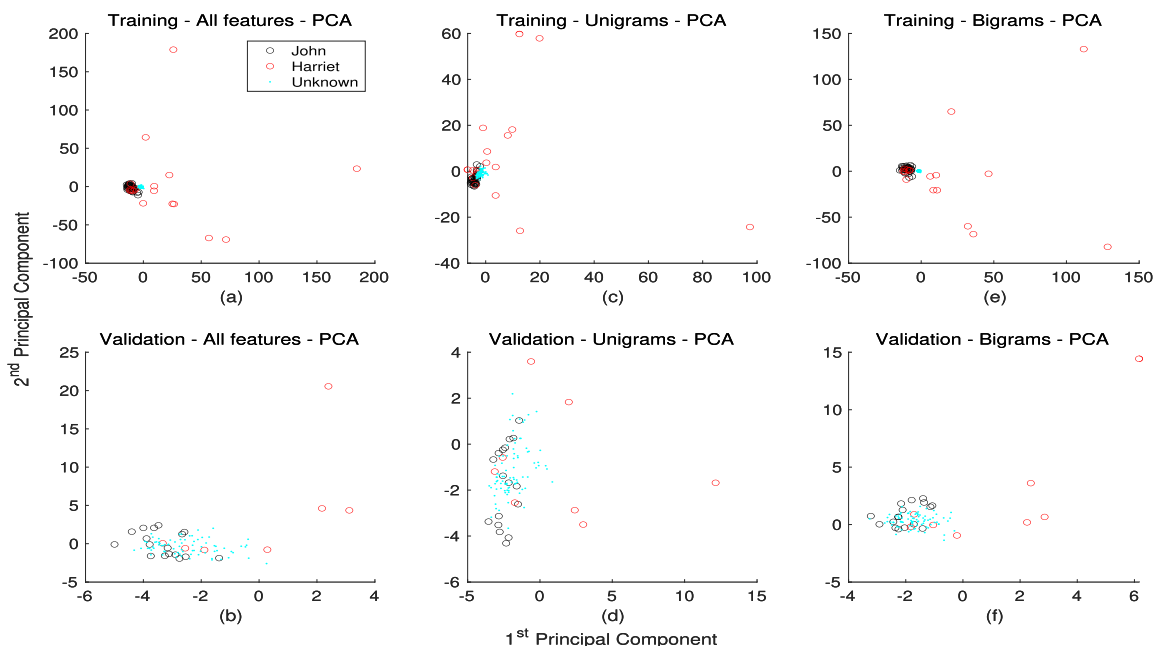 Training - All features - PCA
200
150
100
50
0
-50
-100
-50 0 50 100 150 200
(a)
John
Harriet
Unknown
Training - Unigrams - PCA
60
40
20
0
-20
-40
0 20 40 60 80 100
(c)
Training - Bigrams - PCA
150
100
50
0
-50
-100
-50 0 50 100 150
(e)
2nd Principal Component
Validation - All features - PCA
25
20
15
10
5
0
-5
-6 -4 -2 0 2 4
(b)
Validation - Unigrams - PCA
4
2
0
-2
-4
-6
-5 0 5 10 15
(d)
Validation - Bigrams - PCA
15
10
5
0
-5
-4 -2 0 2 4 6
(f)
1st Principal Component